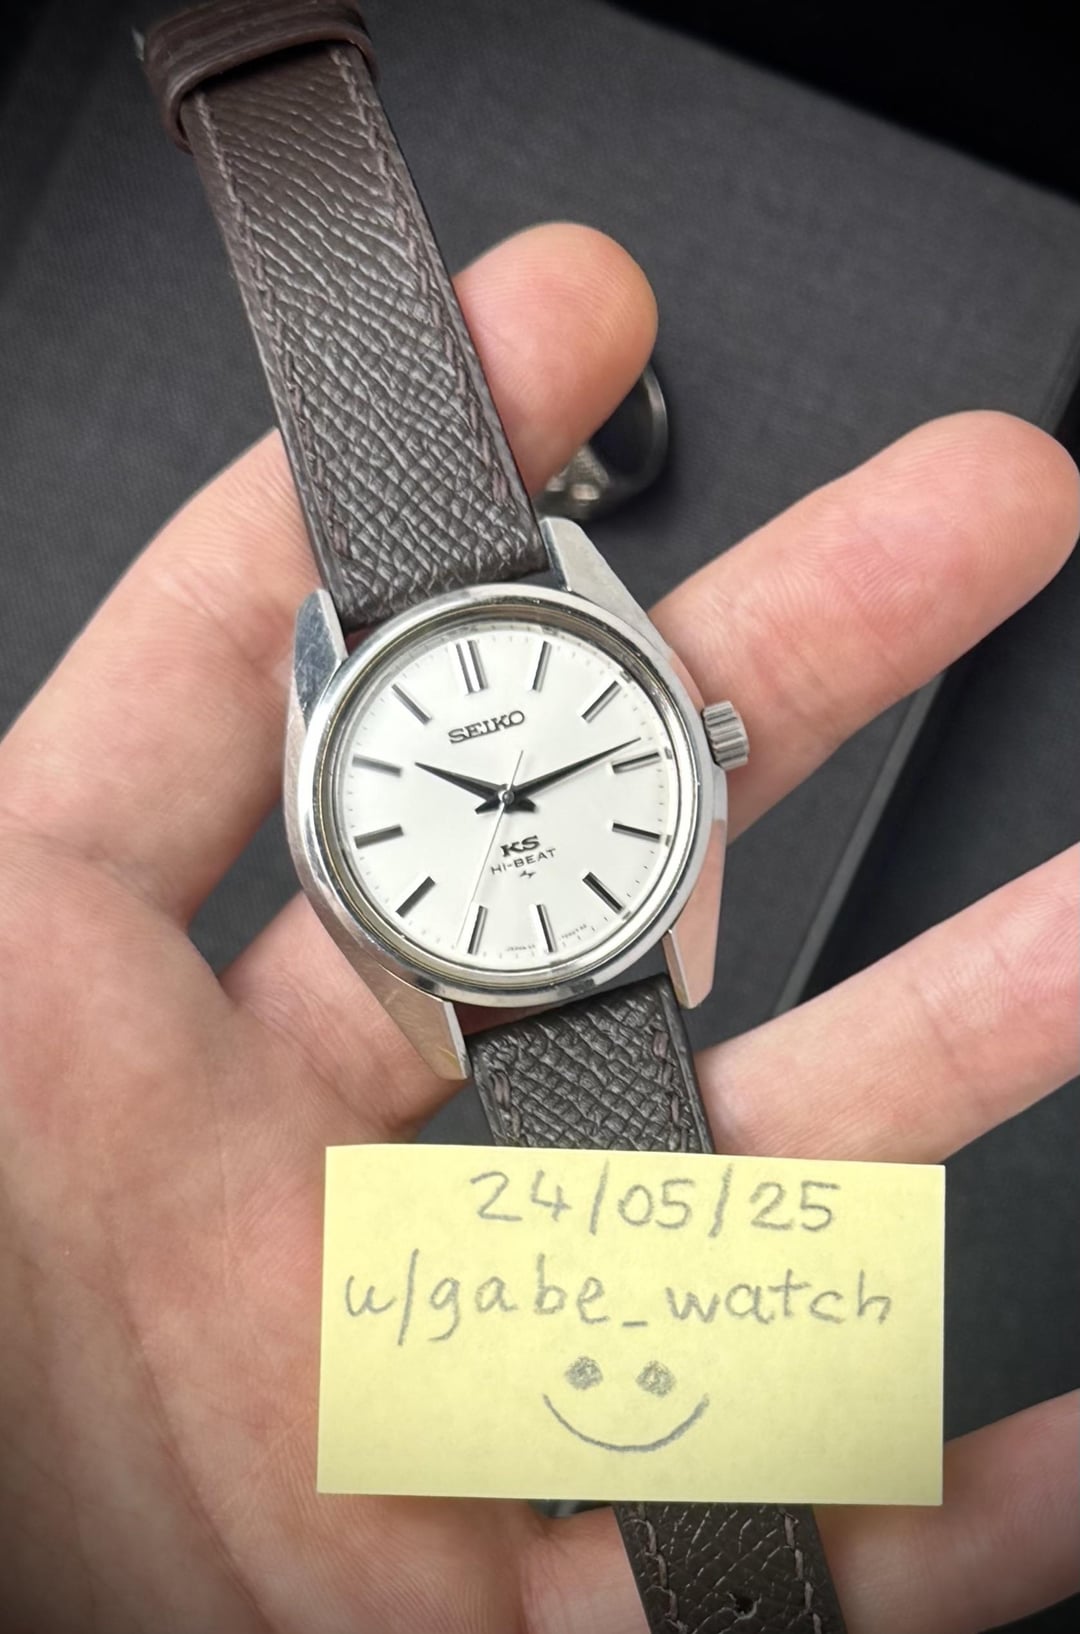 SEIKO
KS
HI-BEAT
24/05/25
u/gabe_watch